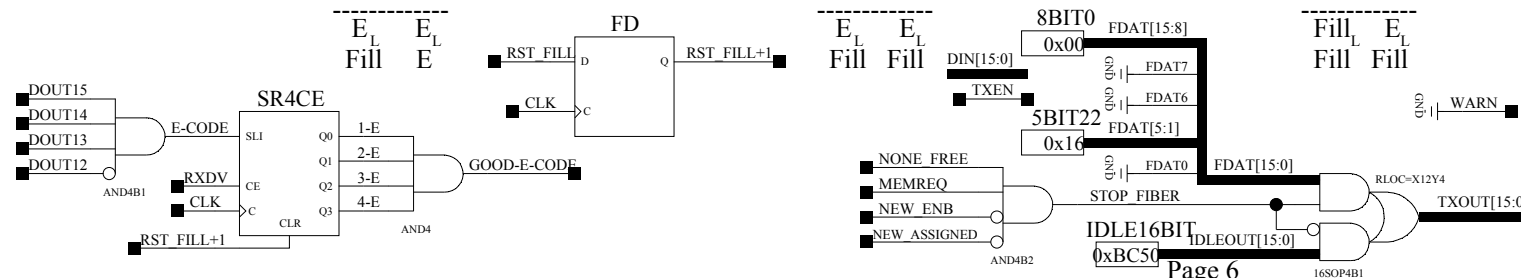 E_L E_L
Fill E
FD
RST_FILL
D
Q
RST_FILL+1
CLK
C
DOUT15
DOUT14
DOUT13
DOUT12
AND4B1
E-CODE
SR4CE
SLI
Q0
Q1
Q2
Q3
CE
C
CLR
RXDV
CLK
RST_FILL+1
1-E
2-E
3-E
4-E
AND4
GOOD-E-CODE
E_L E_L
Fill Fill
DIN[15:0]
TXEN
8BIT0
0x00
FDAT[15:8]
GND
FDAT7
GND
FDAT6
5BIT22
0x16
FDAT[5:1]
GND
FDAT0
FDAT[15:0]
NONE_FREE
MEMREQ
NEW_ENB
NEW_ASSIGNED
AND4B2
STOP_FIBER
IDLE16BIT
0xBC50
IDLEOUT[15:0]
Page 6
Fill_L E_L
Fill Fill
GND
WARN
RLOC=X12Y4
TXOUT[15:0
16SOP4B1